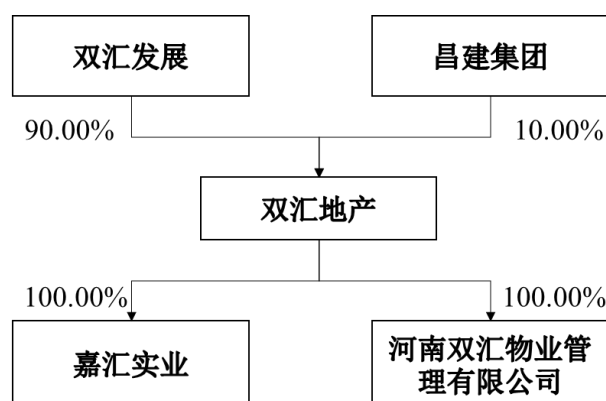 双汇发展
昌建集团
90.00%
10.00%
双汇地产
100.00%
100.00%
嘉汇实业
河南双汇物业管
理有限公司